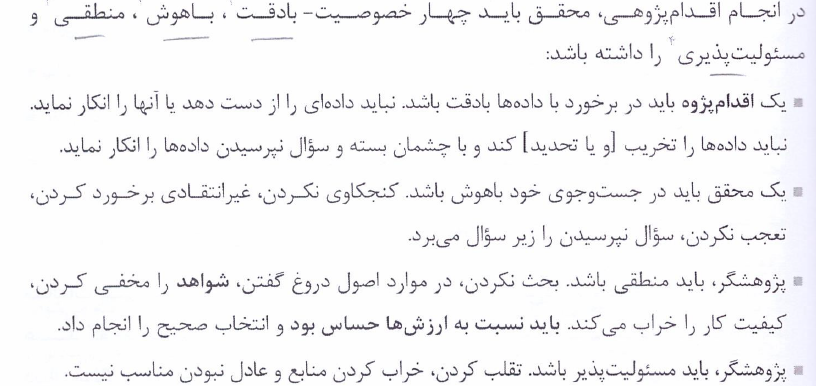 در انجام اقدام‌پژوهی، محقق باید چهار خصوصیت- بادقت۱، باهوش۲، منطقی۳ و
مسئولیت‌پذیری۴ را داشته باشد:
■ یک اقدام‌پژوه باید در برخورد با داده‌ها بادقت باشد. نباید داده‌ای را از دست دهد یا آنها را انکار نماید.
نباید داده‌ها را تخریب [و یا تحدید] کند و با چشمان بسته و سؤال نپرسیدن داده‌ها را انکار نماید.
■ یک محقق باید در جست‌وجوی خود باهوش باشد. کنجکاوی نکردن، غیرانتقادی برخورد کردن،
تعجب نکردن، سؤال نپرسیدن را زیر سؤال می‌برد.
■ پژوهشگر، باید منطقی باشد. بحث نکردن، در موارد اصول دروغ گفتن، شواهد را مخفی کردن،
کیفیت کار را خراب می‌کند. باید نسبت به ارزش‌ها حساس بود و انتخاب صحیح را انجام داد.
■ پژوهشگر، باید مسئولیت‌پذیر باشد. تقلب کردن، خراب کردن منابع و عادل نبودن مناسب نیست.